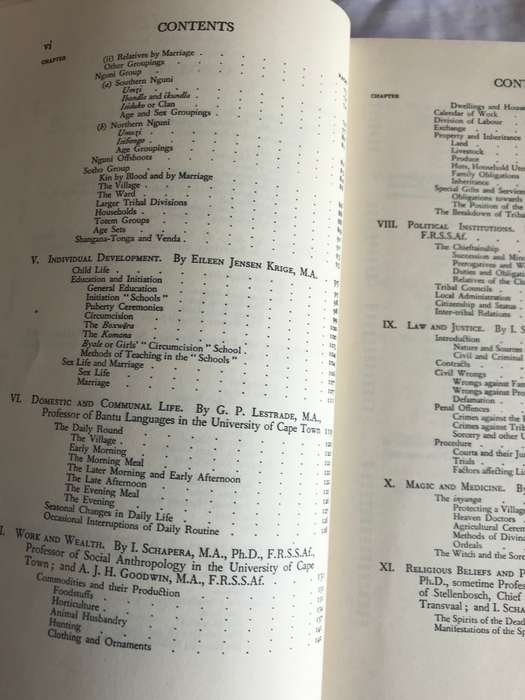 vi
CONTENTS
CHAPTER
(ii) Relatives by Marriage
Other Groupings
Nguni Group
(a) Southern Nguni
Umzi
Ibandla and ikundla
Isiduko or Clan
Age and Sex Groupings
(b) Northern Nguni
Umuzi
Isibongo
Age Groupings
Nguni Offshoots
Sotho Group
Kin by Blood and by Marriage
The Village
The Ward
Larger Tribal Divisions
Households
Totem Groups
Age Sets
Shangana-Tonga and Venda
V. INDIVIDUAL DEVELOPMENT. By EILEEN JENSEN KRIGE, M.A.
Child Life
Education and Initiation
General Education
Initiation "Schools"
Puberty Ceremonies
Circumcision
The Boxwêra
The Komana
Byale or Girls' "Circumcision" School
Methods of Teaching in the "Schools"
Sex Life and Marriage
Sex Life
Marriage
VI. DOMESTIC AND COMMUNAL LIFE. By G. P. LESTRADE, M.A.,
Professor of Bantu Languages in the University of Cape Town
The Daily Round
The Village
Early Morning
The Morning Meal
The Later Morning and Early Afternoon
The Late Afternoon
The Evening Meal
The Evening
Seasonal Changes in Daily Life
Occasional Interruptions of Daily Routine
I. WORK AND WEALTH. By I. SCHAPERA, M.A., Ph.D., F.R.S.S.Af.,
Professor of Social Anthropology in the University of Cape
Town; and A. J. H. GOODWIN, M.A., F.R.S.S.Af.
Commodities and their Production
Foodstuffs
Horticulture
Animal Husbandry
Hunting
Clothing and Ornaments
CONT
CHAPTER
Dwellings and House
Calendar of Work
Division of Labour
Exchange
Property and Inheritance
Land
Livestock
Produce
Huts, Household Uten
Family Obligations
Inheritance
Special Gifts and Services
Obligations towards
The Position of the
The Breakdown of Tribal
VIII. POLITICAL INSTITUTIONS.
F.R.S.S.Af.
The Chieftainship
Succession and Mino
Prerogatives and W
Duties and Obligat
Relatives of the C
Tribal Councils
Local Administration
Citizenship and Status
Inter-tribal Relations
IX. LAW AND JUSTICE. By I. S
Introduction
Nature and Sources
Civil and Criminal
Contracts
Civil Wrongs
Wrongs against Fam
Wrongs against Pro
Defamation
Penal Offences
Crimes against the
Crimes against Trib
Sorcery and other U
Procedure
Courts and their Ju
Trials
Factors affecting Li
X. MAGIC AND MEDICINE. By
The inyanga
Protecting a Village
Heaven Doctors
Agricultural Cerem
Methods of Divina
Ordeals
The Witch and the Sorc
XI. RELIGIOUS BELIEFS AND P
Ph.D., sometime Profes
of Stellenbosch, Chief
Transvaal; and I. SCHA
The Spirits of the Dead
Manifestations of the Sp